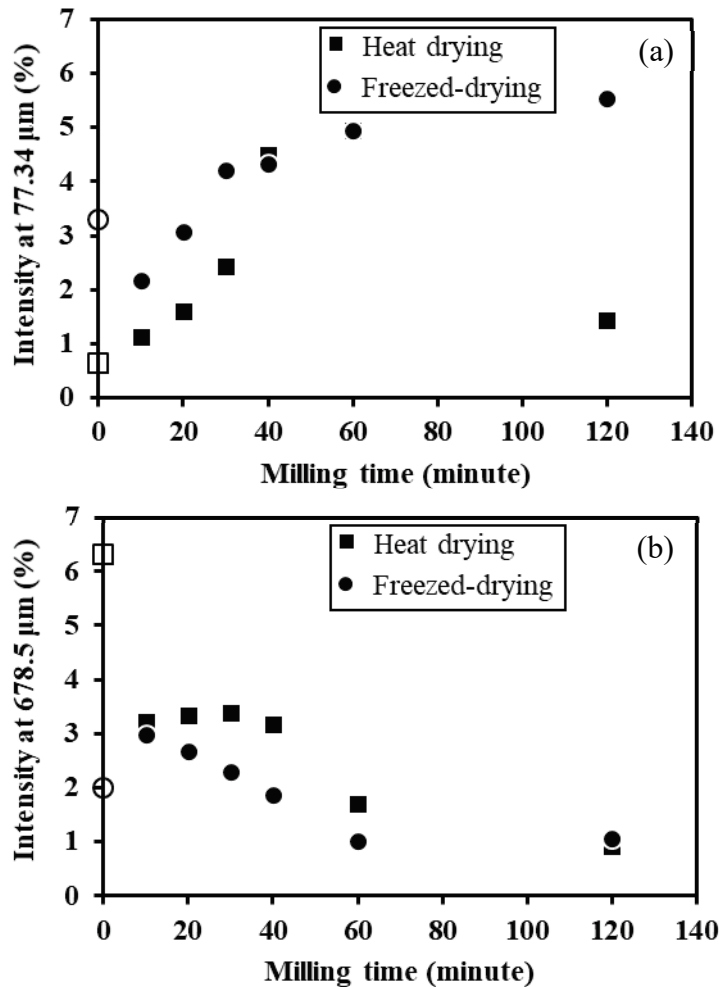 7
6
5
4
3
2
1
0
Intensity at 77.34 µm (%)
Heat drying
Freezed-drying
(a)
0 20 40 60 80 100 120 140
Milling time (minute)
7
6
5
4
3
2
1
0
Intensity at 678.5 µm (%)
Heat drying
Freezed-drying
(b)
0 20 40 60 80 100 120 140
Milling time (minute)